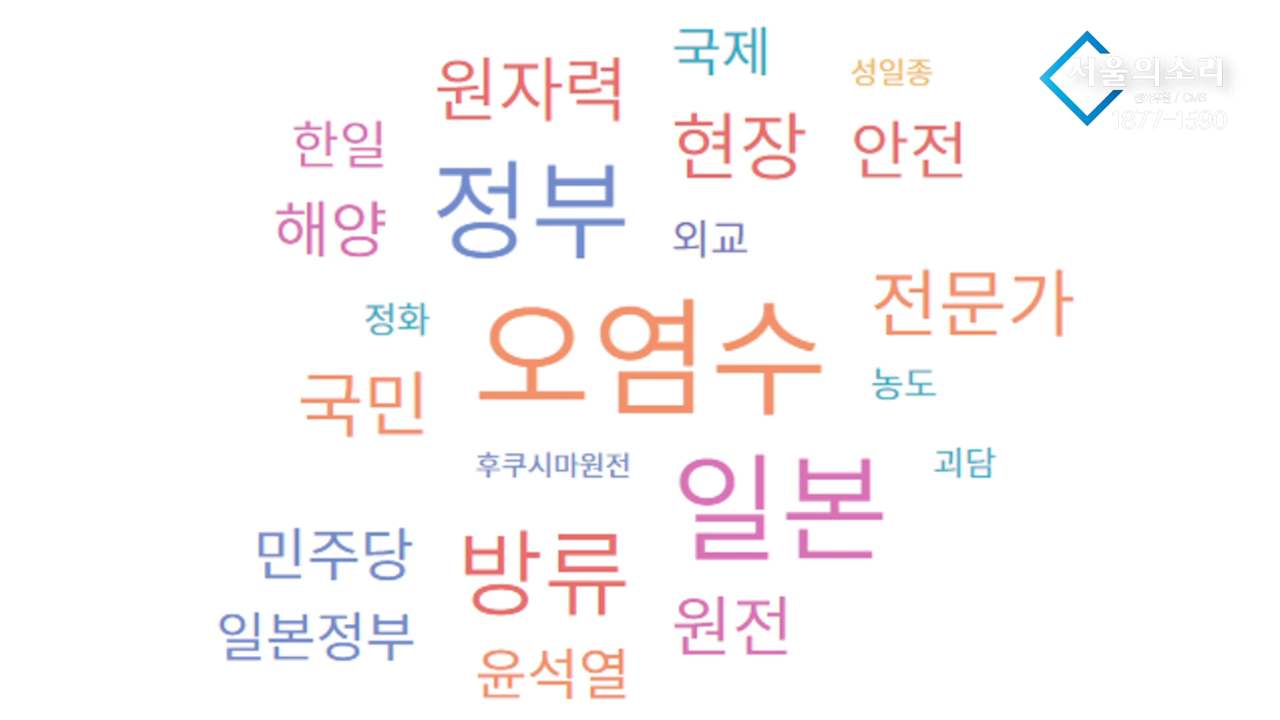 국제
원자력
성일종
서울의소리
1877-1590
한일
현장
안전
정부
해양
외교
전문가
정화
오염수
농도
국민
후쿠시마원전
괴담
일본
민주당
방류
일본정부
원전
윤석열